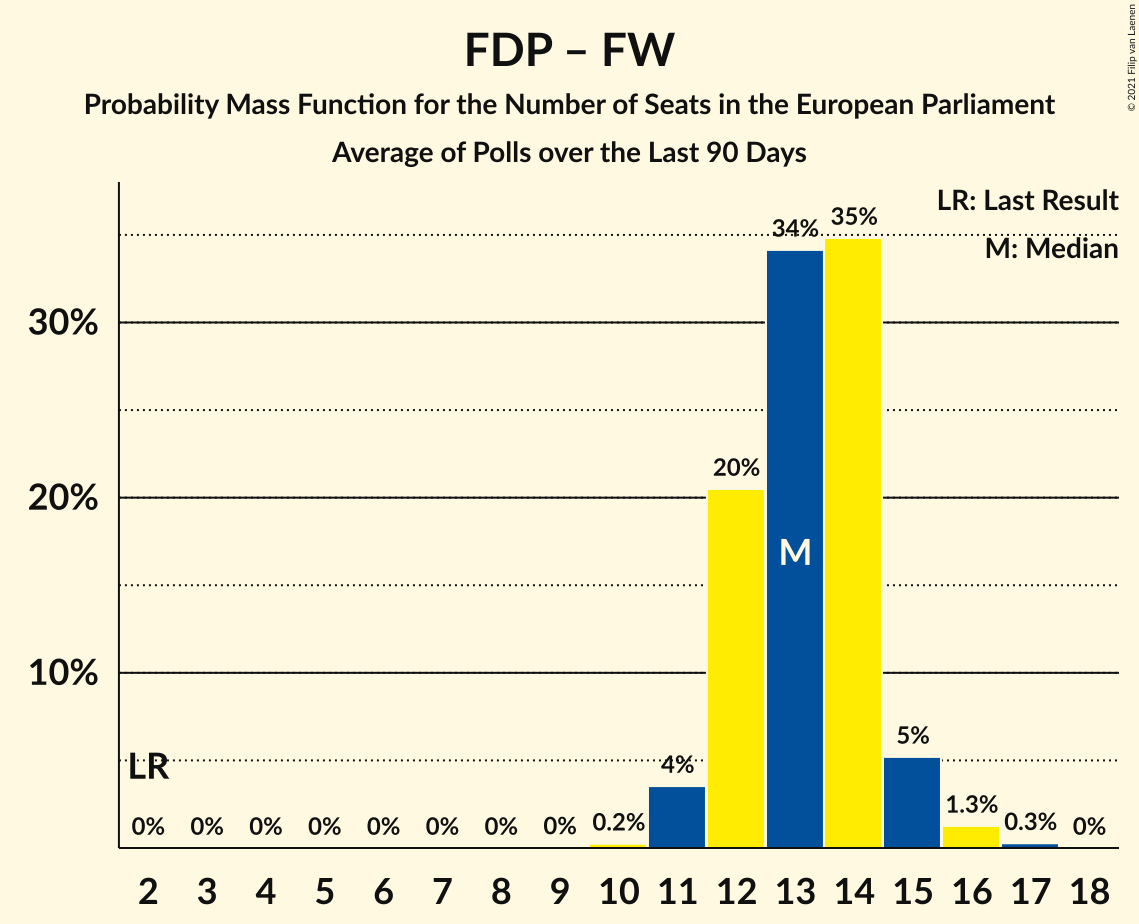 FDP – FW
Probability Mass Function for the Number of Seats in the European Parliament
Average of Polls over the Last 90 Days
© 2021 Filip van Laenen
LR: Last Result
M: Median
30%
20%
10%
LR
M
0% 0% 0% 0% 0% 0% 0% 0% 0.2% 4% 20% 34% 35% 5% 1.3% 0.3% 0%
2 3 4 5 6 7 8 9 10 11 12 13 14 15 16 17 18